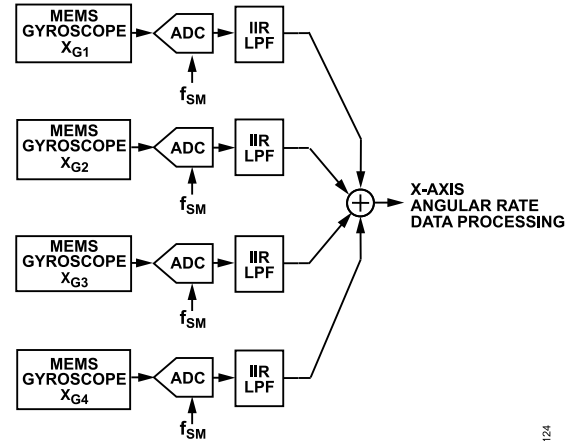 MEMS
GYROSCOPE
XG1
ADC
IIR
LPF
fSM
MEMS
GYROSCOPE
XG2
ADC
IIR
LPF
fSM
X-AXIS
ANGULAR RATE
DATA PROCESSING
MEMS
GYROSCOPE
XG3
ADC
IIR
LPF
fSM
MEMS
GYROSCOPE
XG4
ADC
IIR
LPF
fSM
124